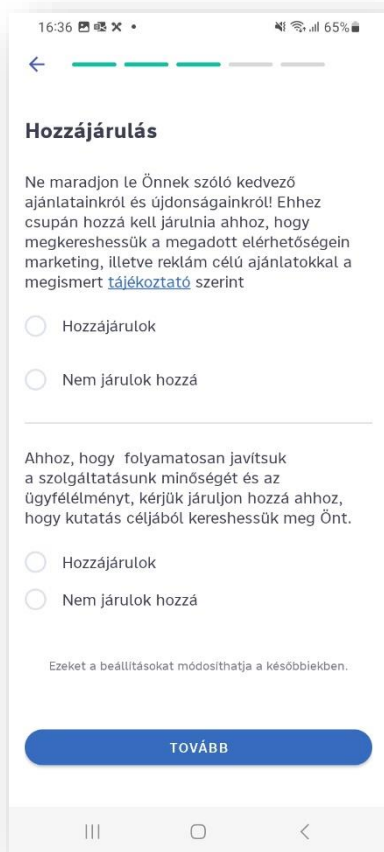 16:36 65%
Hozzájárulás
Ne maradjon le Önnek szóló kedvező
ajánlatainkról és újdonságainkról! Ehhez
csupán hozzá kell járulnia ahhoz, hogy
megkereshessük a megadott elérhetőségein
marketing, illetve reklám célú ajánlatokkal a
megismert tájékoztató szerint
Hozzájárulok
Nem járulok hozzá
Ahhoz, hogy folyamatosan javítsuk
a szolgáltatásunk minőségét és az
ügyfélélményt, kérjük járuljon hozzá ahhoz,
hogy kutatás céljából kereshessük meg Önt.
Hozzájárulok
Nem járulok hozzá
Ezeket a beállításokat módosíthatja a későbbiekben.
TOVÁBB